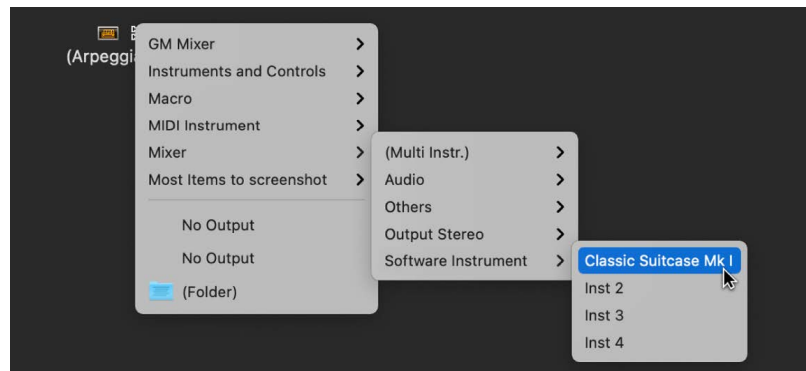 (Arpeggi
GM Mixer
Instruments and Controls
Macro
MIDI Instrument
Mixer
Most Items to screenshot
No Output
No Output
(Folder)
(Multi Instr.)
Audio
Others
Output Stereo
Software Instrument
Classic Suitcase Mk I
Inst 2
Inst 3
Inst 4